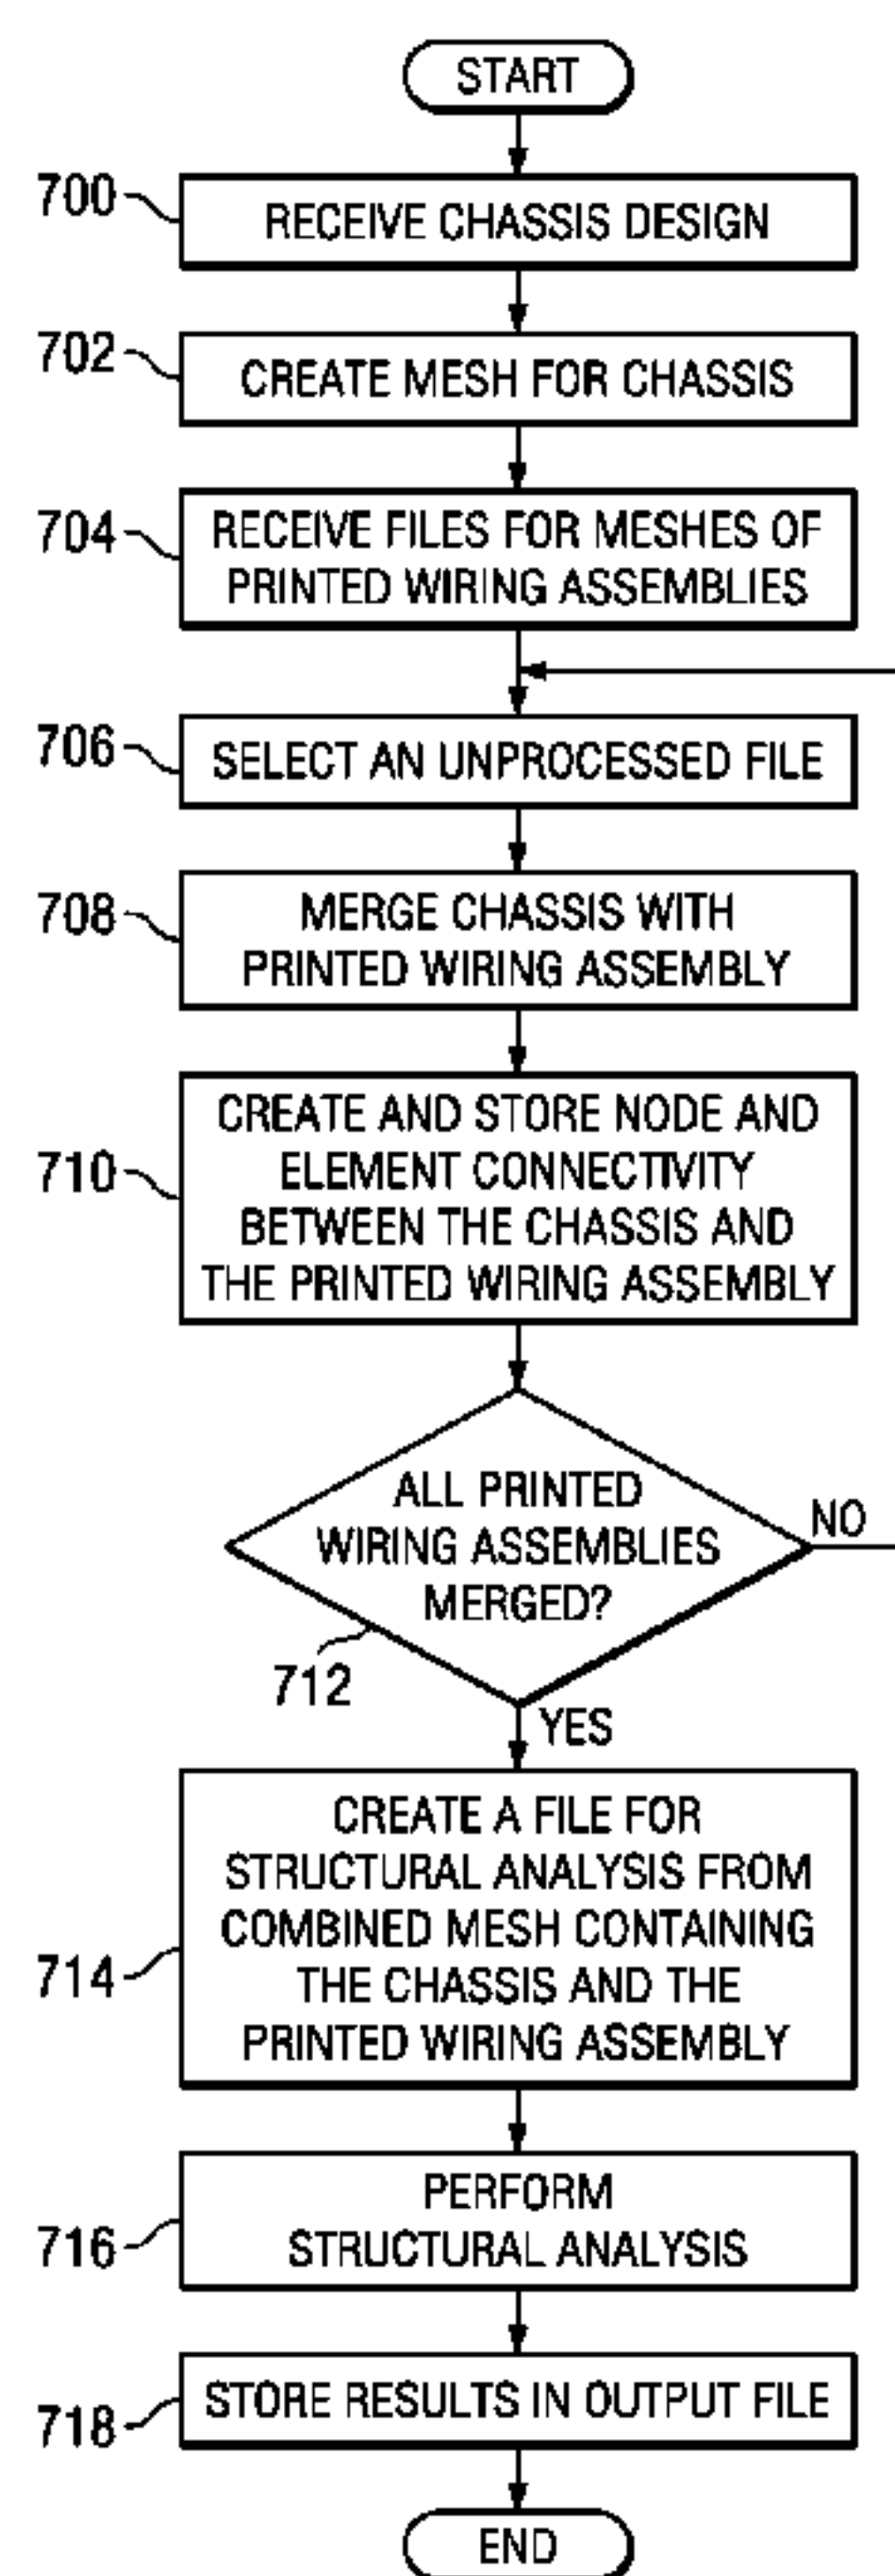 START
700
RECEIVE CHASSIS DESIGN
702
CREATE MESH FOR CHASSIS
704
RECEIVE FILES FOR MESHES OF
PRINTED WIRING ASSEMBLIES
706
SELECT AN UNPROCESSED FILE
708
MERGE CHASSIS WITH
PRINTED WIRING ASSEMBLY
710
CREATE AND STORE NODE AND
ELEMENT CONNECTIVITY
BETWEEN THE CHASSIS AND
THE PRINTED WIRING ASSEMBLY
ALL PRINTED
WIRING ASSEMBLIES
MERGED?
NO
712
YES
714
CREATE A FILE FOR
STRUCTURAL ANALYSIS FROM
COMBINED MESH CONTAINING
THE CHASSIS AND THE
PRINTED WIRING ASSEMBLY
716
PERFORM
STRUCTURAL ANALYSIS
718
STORE RESULTS IN OUTPUT FILE
END